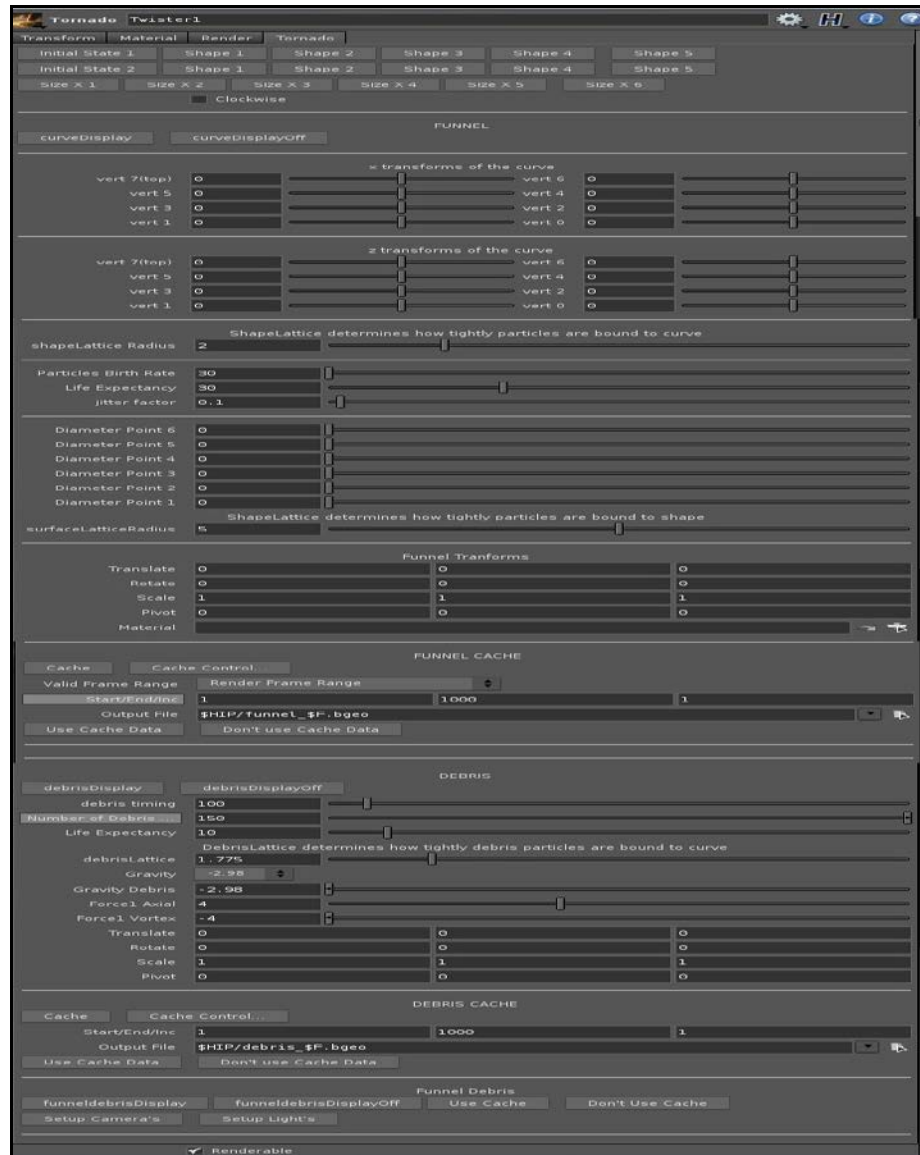 Tornado Twister1
Transform Material Render Tornado
Initial State 1 Shape 1 Shape 2 Shape 3 Shape 4 Shape 5
Initial State 2 Shape 1 Shape 2 Shape 3 Shape 4 Shape 5
Size X 1 Size X 2 Size X 3 Size X 4 Size X 5 Size X 6
Clockwise
FUNNEL
curveDisplay curveDisplayOff
x transforms of the curve
vert 7(top) 0 vert 6 0
vert 5 0 vert 4 0
vert 3 0 vert 2 0
vert 1 0 vert 0 0
z transforms of the curve
vert 7(top) 0 vert 6 0
vert 5 0 vert 4 0
vert 3 0 vert 2 0
vert 1 0 vert 0 0
ShapeLattice determines how tightly particles are bound to curve
shapeLattice Radius 2
Particles Birth Rate 30
Life Expectancy 30
jitter factor 0.1
Diameter Point 6 0
Diameter Point 5 0
Diameter Point 4 0
Diameter Point 3 0
Diameter Point 2 0
Diameter Point 1 0
ShapeLattice determines how tightly particles are bound to shape
surfaceLatticeRadius 5
Funnel Tranforms
Translate 0 0 0
Rotate 0 0 0
Scale 1 1 1
Pivot 0 0 0
Material
FUNNEL CACHE
Cache Cache Control...
Valid Frame Range Render Frame Range
Start/End/Inc 1 1000 1
Output File $HIP/funnel_$F.bgeo
Use Cache Data Don't use Cache Data
DEBRIS
debrisDisplay debrisDisplayOff
debris timing 100
Number of Debris ... 150
Life Expectancy 10
DebrisLattice determines how tightly debris particles are bound to curve
debrisLattice 1.775
Gravity -2.98
Gravity Debris -2.98
Force1 Axial 4
Force1 Vortex -4
Translate 0 0 0
Rotate 0 0 0
Scale 1 1 1
Pivot 0 0 0
DEBRIS CACHE
Cache Cache Control...
Start/End/Inc 1 1000 1
Output File $HIP/debris_$F.bgeo
Use Cache Data Don't use Cache Data
Funnel Debris
funneldebrisDisplay funneldebrisDisplayOff Use Cache Don't Use Cache
Setup Camera's Setup Light's
Renderable